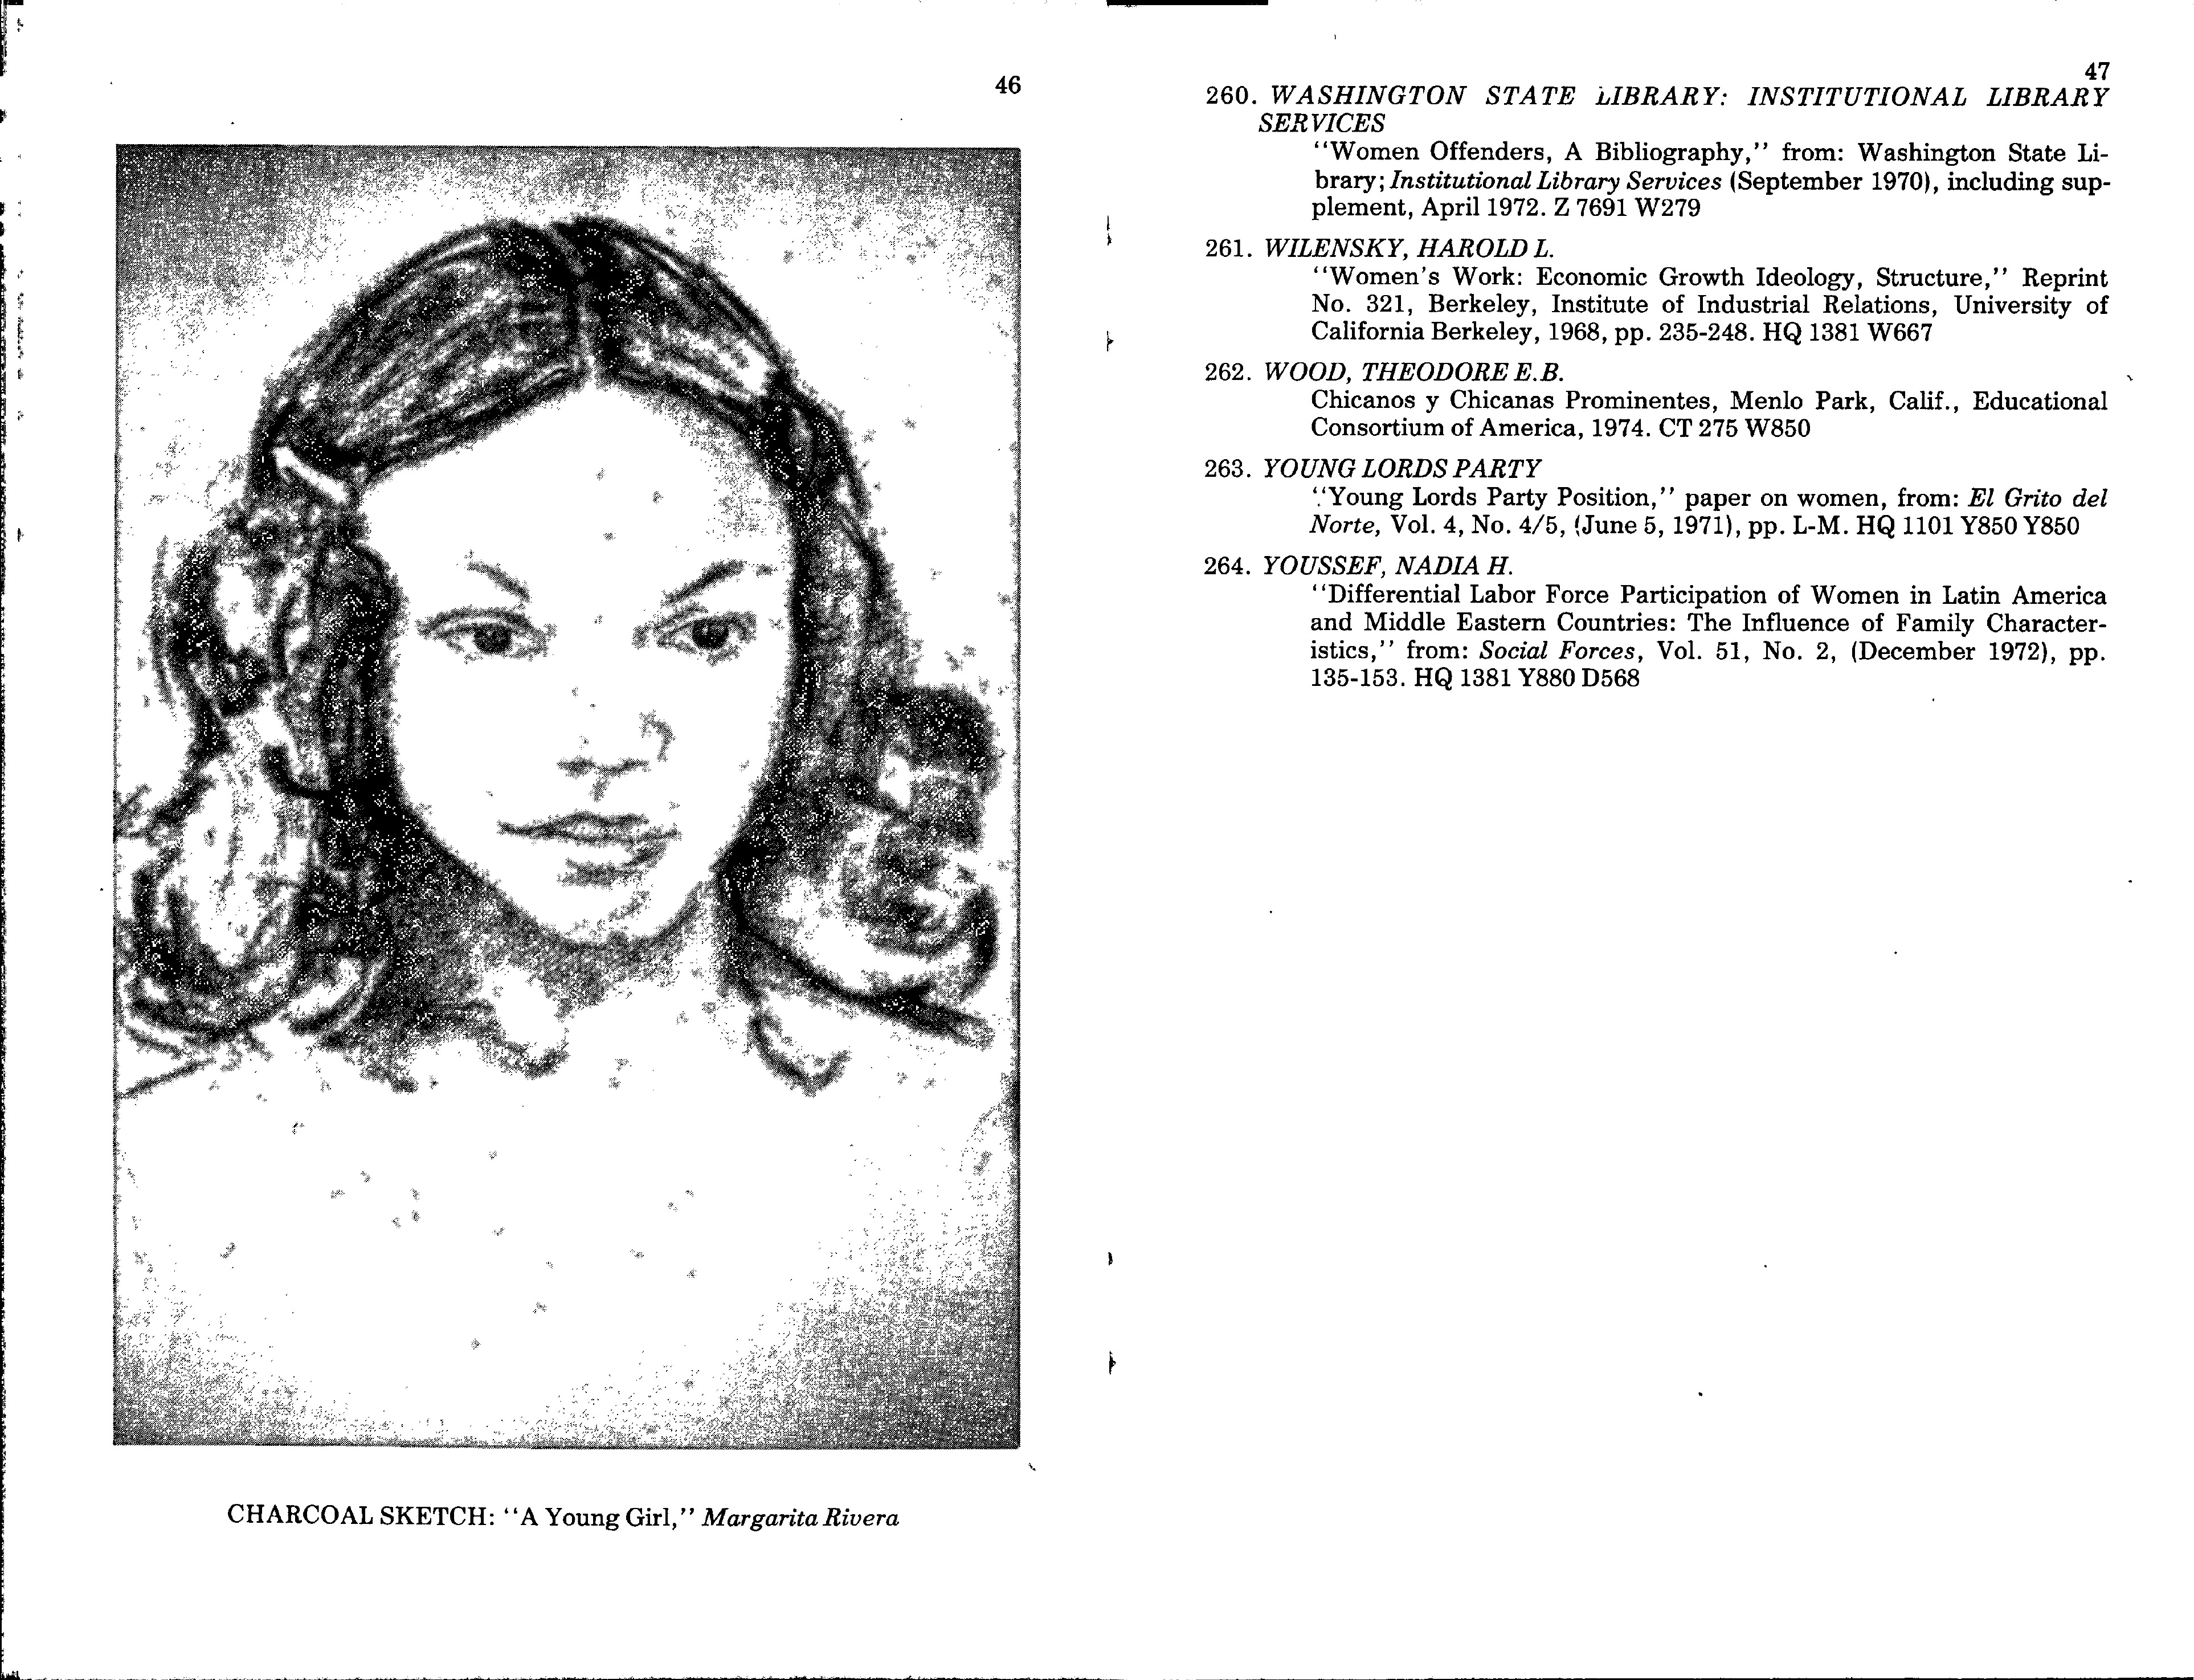 46
CHARCOAL SKETCH: ‘‘A Young Girl,’’ Margarita Rivera
47
260. WASHINGTON STATE LIBRARY: INSTITUTIONAL LIBRARY
SERVICES
‘‘Women Offenders, A Bibliography,’’ from: Washington State Li-
brary; Institutional Library Services (September 1970), including sup-
plement, April 1972. Z 7691 W279
261. WILENSKY, HAROLD L.
‘‘Women's Work: Economic Growth Ideology, Structure,’’ Reprint
No. 321, Berkeley, Institute of Industrial Relations, University of
California Berkeley, 1968, pp. 235-248. HQ 1381 W667
262. WOOD, THEODORE E.B.
Chicanos y Chicanas Prominentes, Menlo Park, Calif., Educational
Consortium of America, 1974. CT 275 W850
263. YOUNG LORDS PARTY
‘‘Young Lords Party Position,’’ paper on women, from: El Grito del
Norte, Vol. 4, No. 4/5, (June 5, 1971), pp. L-M. HQ 1101 Y850 Y850
264. YOUSSEF, NADIA H.
‘‘Differential Labor Force Participation of Women in Latin America
and Middle Eastern Countries: The Influence of Family Character-
istics,’’ from: Social Forces, Vol. 51, No. 2, (December 1972), pp.
135-153. HQ 1381 Y880 D568